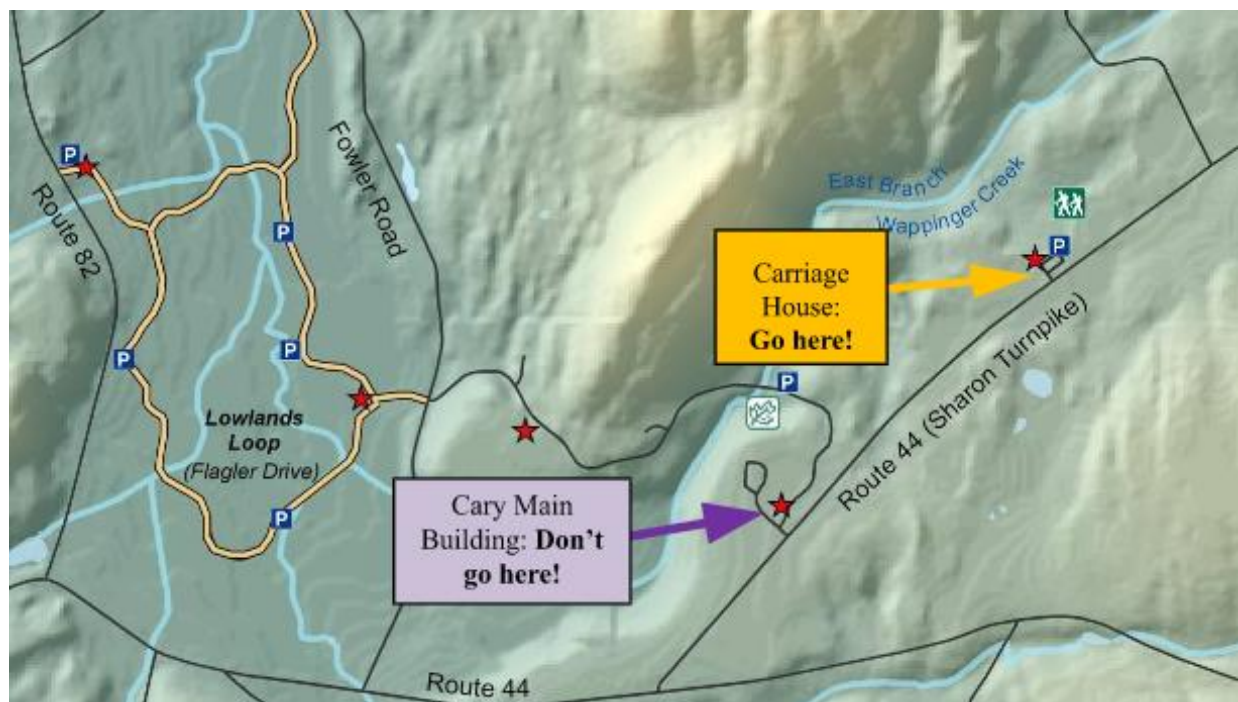 P
Route 82
Fowler Road
P
East Branch
Wappinger Creek
P
Carriage
House:
Go here!
P
P
P
Lowlands
Loop
(Flagler Drive)
Route 44 (Sharon Turnpike)
Cary Main
Building: Don't
go here!
P
Route 44